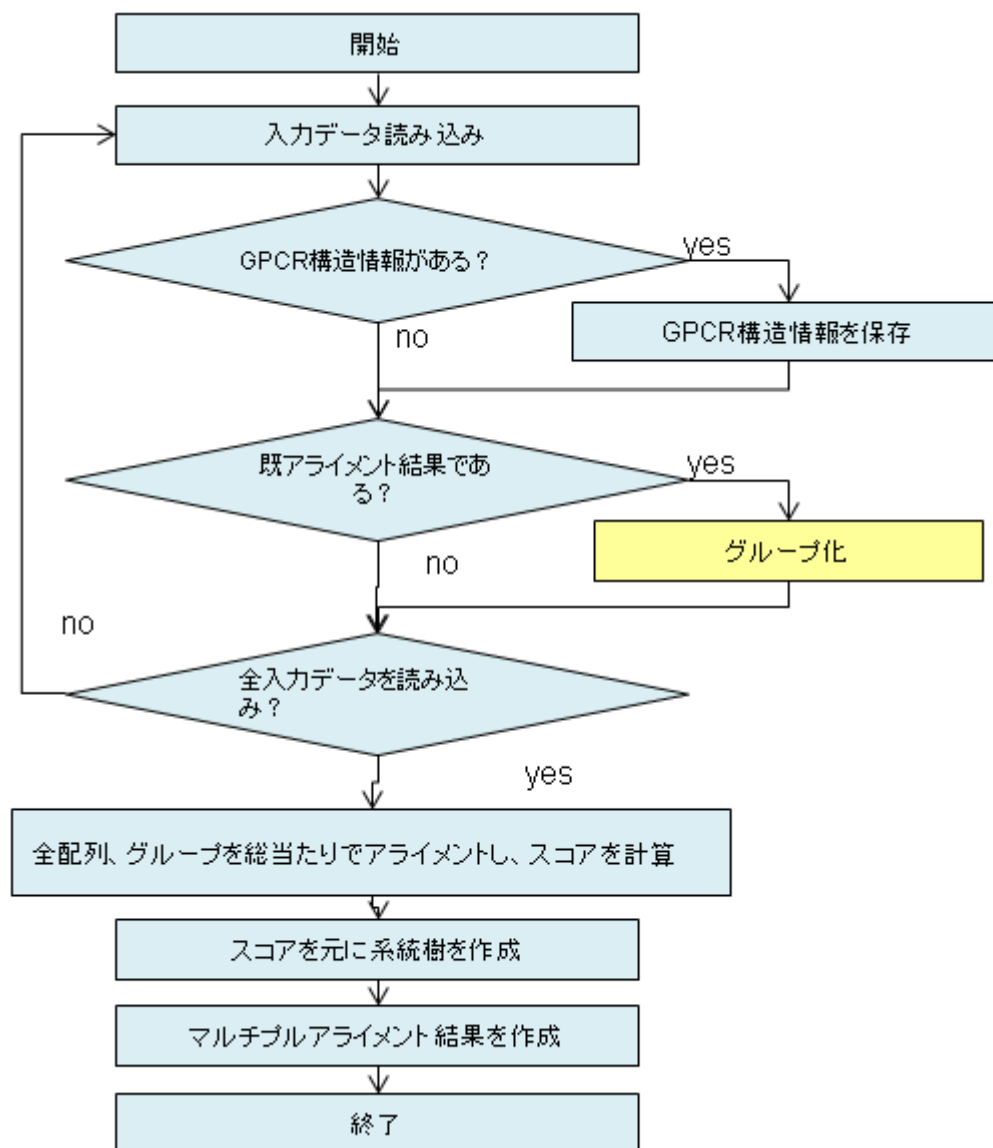 開始
入力データ読み込み
GPCR構造情報がある？
yes
GPCR構造情報を保存
no
既アライメント結果であ
る？
yes
グループ化
no
no
全入力データを読み込
み？
yes
全配列、グループを総当たりでアライメントし、スコアを計算
スコアを元に系統樹を作成
マルチプルアライメント結果を作成
終了